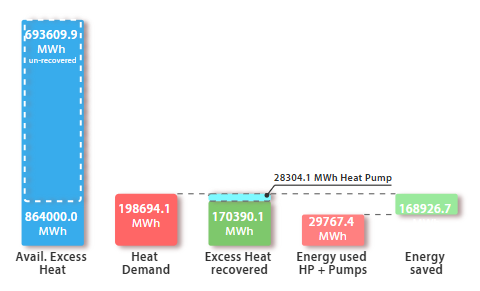 693609.9
MWh
un-recovered
28304.1 MWh Heat Pump
864000.0
MWh
198694.1
MWh
170390.1
MWh
29767.4
MWh
168926.7
Avail. Excess
Heat
Heat
Demand
Excess Heat
recovered
Energy used
HP + Pumps
Energy
saved